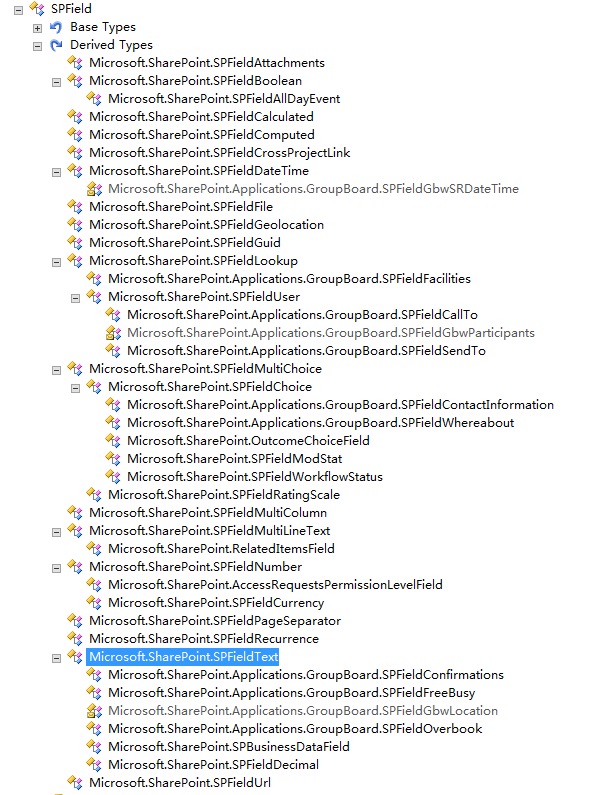 SPField
Base Types
Derived Types
Microsoft.SharePoint.SPFieldAttachments
Microsoft.SharePoint.SPFieldBoolean
Microsoft.SharePoint.SPFieldAllDayEvent
Microsoft.SharePoint.SPFieldCalculated
Microsoft.SharePoint.SPFieldComputed
Microsoft.SharePoint.SPFieldCrossProjectLink
Microsoft.SharePoint.SPFieldDateTime
Microsoft.SharePoint.Applications.GroupBoard.SPFieldGbwSRDateTime
Microsoft.SharePoint.SPFieldFile
Microsoft.SharePoint.SPFieldGeolocation
Microsoft.SharePoint.SPFieldGuid
Microsoft.SharePoint.SPFieldLookup
Microsoft.SharePoint.Applications.GroupBoard.SPFieldFacilities
Microsoft.SharePoint.SPFieldUser
Microsoft.SharePoint.Applications.GroupBoard.SPFieldCallTo
Microsoft.SharePoint.Applications.GroupBoard.SPFieldGbwParticipants
Microsoft.SharePoint.Applications.GroupBoard.SPFieldSendTo
Microsoft.SharePoint.SPFieldMultiChoice
Microsoft.SharePoint.SPFieldChoice
Microsoft.SharePoint.Applications.GroupBoard.SPFieldContactInformation
Microsoft.SharePoint.Applications.GroupBoard.SPFieldWhereabout
Microsoft.SharePoint.OutcomeChoiceField
Microsoft.SharePoint.SPFieldModStat
Microsoft.SharePoint.SPFieldWorkflowStatus
Microsoft.SharePoint.SPFieldRatingScale
Microsoft.SharePoint.SPFieldMultiColumn
Microsoft.SharePoint.SPFieldMultiLineText
Microsoft.SharePoint.RelatedItemsField
Microsoft.SharePoint.SPFieldNumber
Microsoft.SharePoint.AccessRequestsPermissionLevelField
Microsoft.SharePoint.SPFieldCurrency
Microsoft.SharePoint.SPFieldPageSeparator
Microsoft.SharePoint.SPFieldRecurrence
Microsoft.SharePoint.SPFieldText
Microsoft.SharePoint.Applications.GroupBoard.SPFieldConfirmations
Microsoft.SharePoint.Applications.GroupBoard.SPFieldFreeBusy
Microsoft.SharePoint.Applications.GroupBoard.SPFieldGbwLocation
Microsoft.SharePoint.Applications.GroupBoard.SPFieldOverbook
Microsoft.SharePoint.SPBusinessDataField
Microsoft.SharePoint.SPFieldDecimal
Microsoft.SharePoint.SPFieldUrl